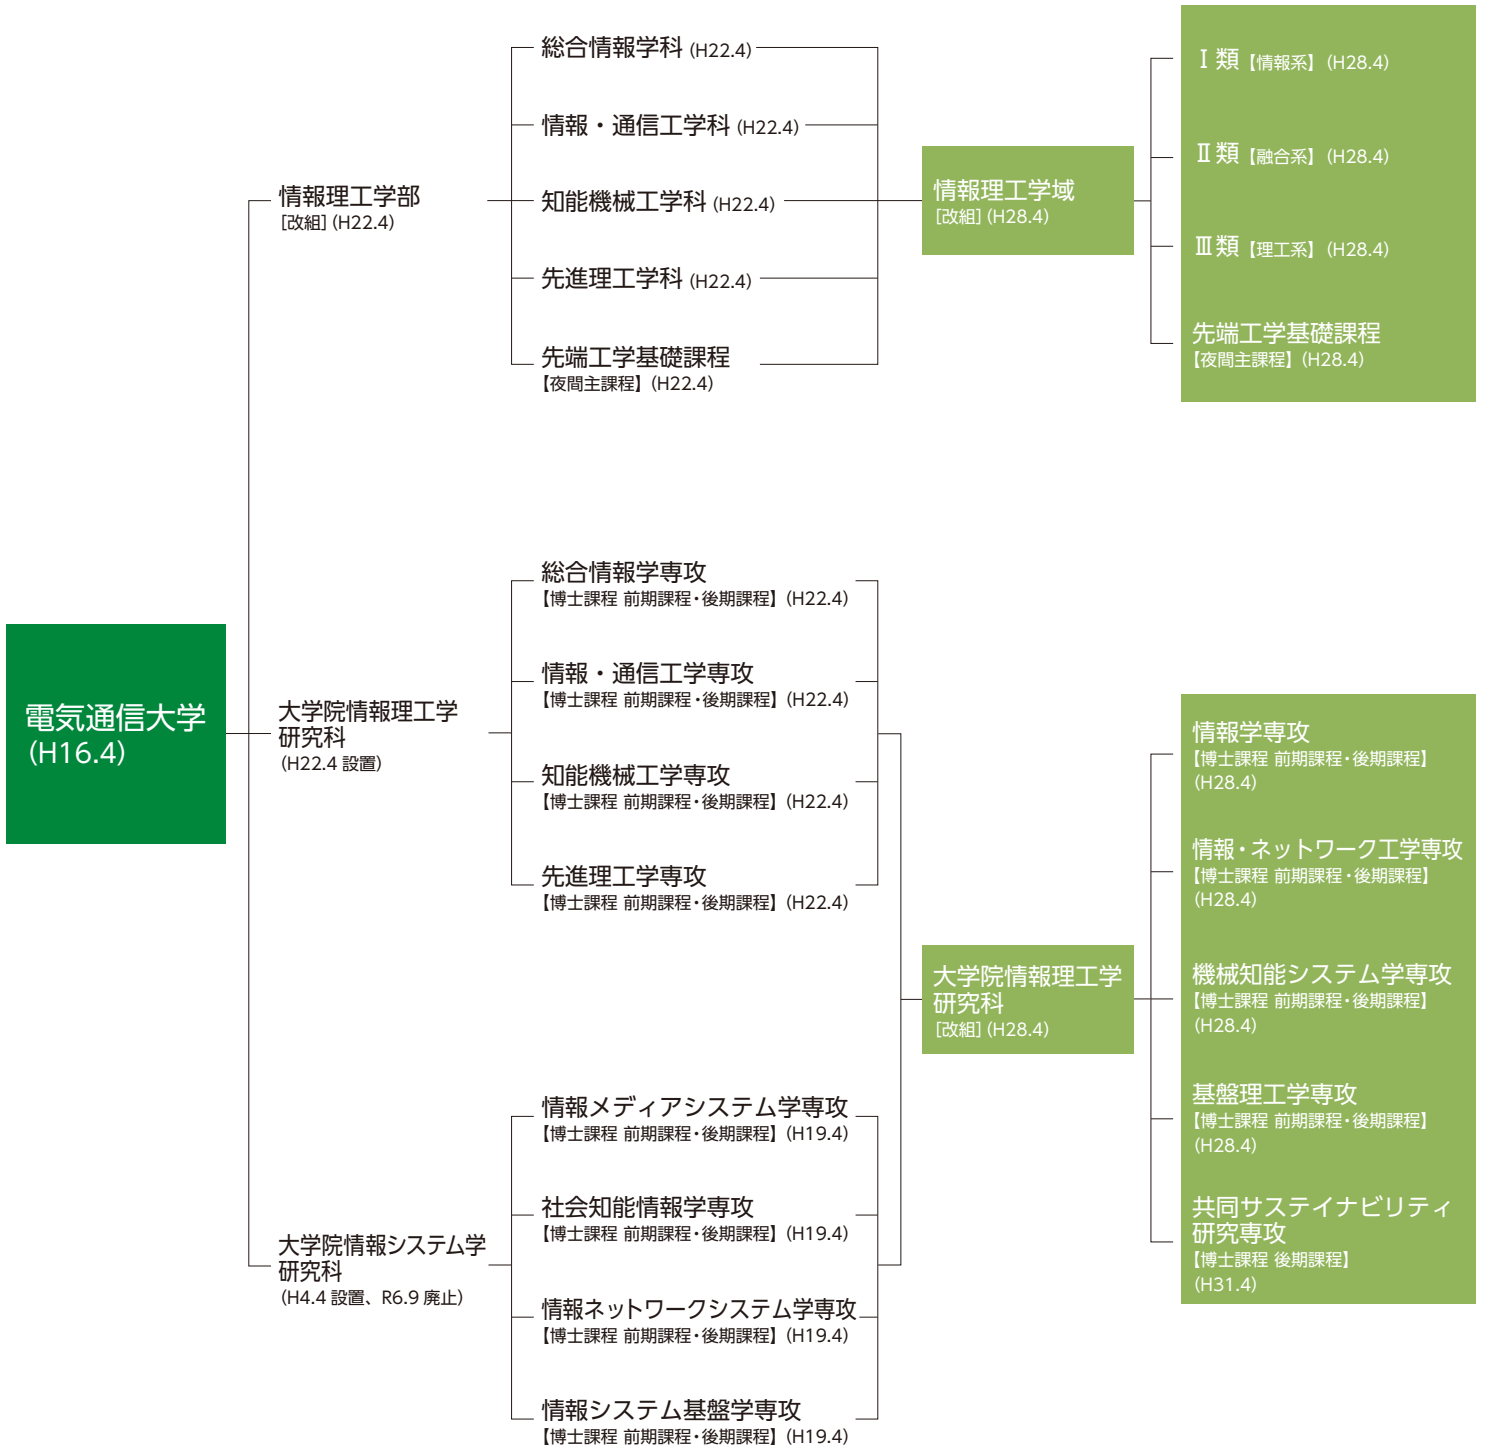 電気通信大学
(H16.4)
情報理工学部
[改組] (H22.4)
総合情報学科 (H22.4)
情報・通信工学科 (H22.4)
知能機械工学科 (H22.4)
先進理工学科 (H22.4)
先端工学基礎課程
【夜間主課程】 (H22.4)
情報理工学域
[改組] (H28.4)
Ⅰ類【情報系】 (H28.4)
Ⅱ類【融合系】 (H28.4)
Ⅲ類【理工系】 (H28.4)
先端工学基礎課程
【夜間主課程】 (H28.4)
大学院情報理工学
研究科
(H22.4 設置)
総合情報学専攻
【博士課程 前期課程・後期課程】 (H22.4)
情報・通信工学専攻
【博士課程 前期課程・後期課程】 (H22.4)
知能機械工学専攻
【博士課程 前期課程・後期課程】 (H22.4)
先進理工学専攻
【博士課程 前期課程・後期課程】 (H22.4)
大学院情報システム学
研究科
(H4.4 設置、R6.9 廃止)
情報メディアシステム学専攻
【博士課程 前期課程・後期課程】 (H19.4)
社会知能情報学専攻
【博士課程 前期課程・後期課程】 (H19.4)
情報ネットワークシステム学専攻
【博士課程 前期課程・後期課程】 (H19.4)
情報システム基盤学専攻
【博士課程 前期課程・後期課程】 (H19.4)
大学院情報理工学
研究科
[改組] (H28.4)
情報学専攻
【博士課程 前期課程・後期課程】
(H28.4)
情報・ネットワーク工学専攻
【博士課程 前期課程・後期課程】
(H28.4)
機械知能システム学専攻
【博士課程 前期課程・後期課程】
(H28.4)
基盤理工学専攻
【博士課程 前期課程・後期課程】
(H28.4)
共同サステイナビリティ
研究専攻
【博士課程 後期課程】
(H31.4)